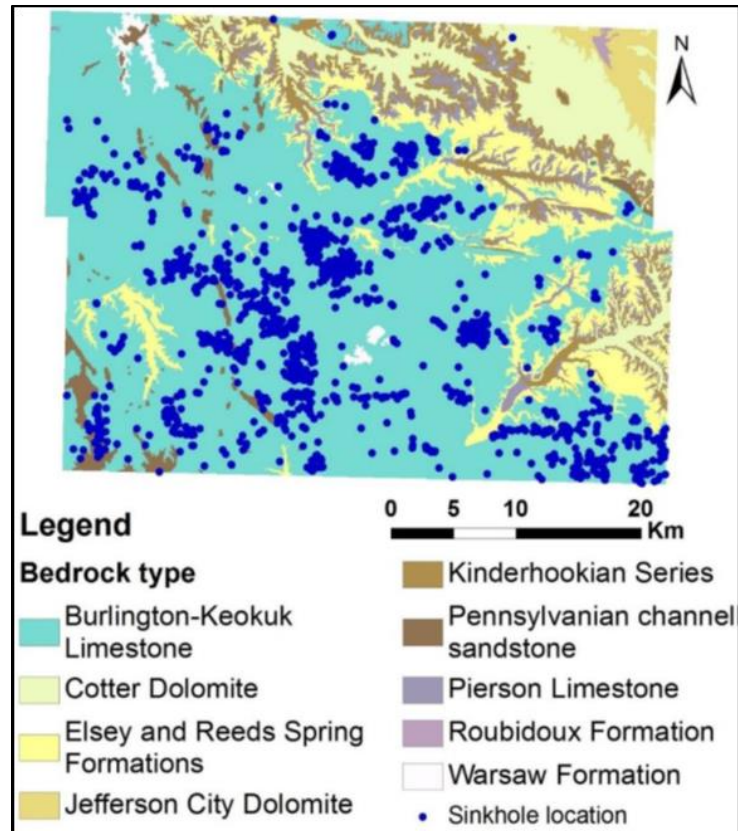 N
Legend
0 5 10 20
Km
Bedrock type
Burlington-Keokuk
Limestone
Cotter Dolomite
Elsey and Reeds Spring
Formations
Jefferson City Dolomite
Kinderhookian Series
Pennsylvanian channel
sandstone
Pierson Limestone
Roubidoux Formation
Warsaw Formation
Sinkhole location